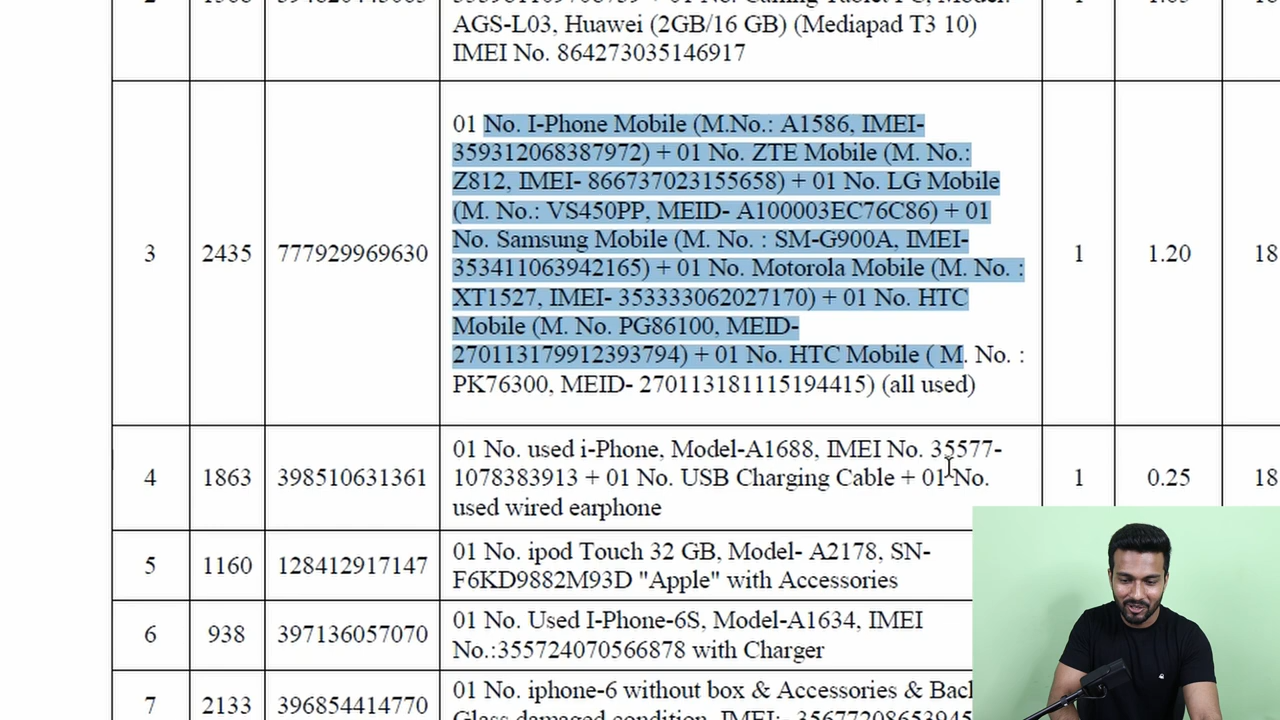 AGS-L03, Huawei (2GB/16 GB) (Mediapad T3 10)
IMEI No. 864273035146917
3
2435
777929969630
01 No. I-Phone Mobile (M.No.: A1586, IMEI-
359312068387972) + 01 No. ZTE Mobile (M. No.:
Z812, IMEI- 866737023155658) + 01 No. LG Mobile
(M. No.: VS450PP, MEID- A100003EC76C86) + 01
No. Samsung Mobile (M. No. : SM-G900A, IMEI-
353411063942165) + 01 No. Motorola Mobile (M. No. :
XT1527, IMEI- 353333062027170) + 01 No. HTC
Mobile (M. No. PG86100, MEID-
270113179912393794) + 01 No. HTC Mobile ( M. No. :
PK76300, MEID- 270113181115194415) (all used)
1
1.20
18
4
1863
398510631361
01 No. used i-Phone, Model-A1688, IMEI No. 35577-
1078383913 + 01 No. USB Charging Cable + 01 No.
used wired earphone
1
0.25
18
5
1160
128412917147
01 No. ipod Touch 32 GB, Model- A2178, SN-
F6KD9882M93D "Apple" with Accessories
6
938
397136057070
01 No. Used I-Phone-6S, Model-A1634, IMEI
No.:355724070566878 with Charger
7
2133
396854414770
01 No. iphone-6 without box & Accessories &